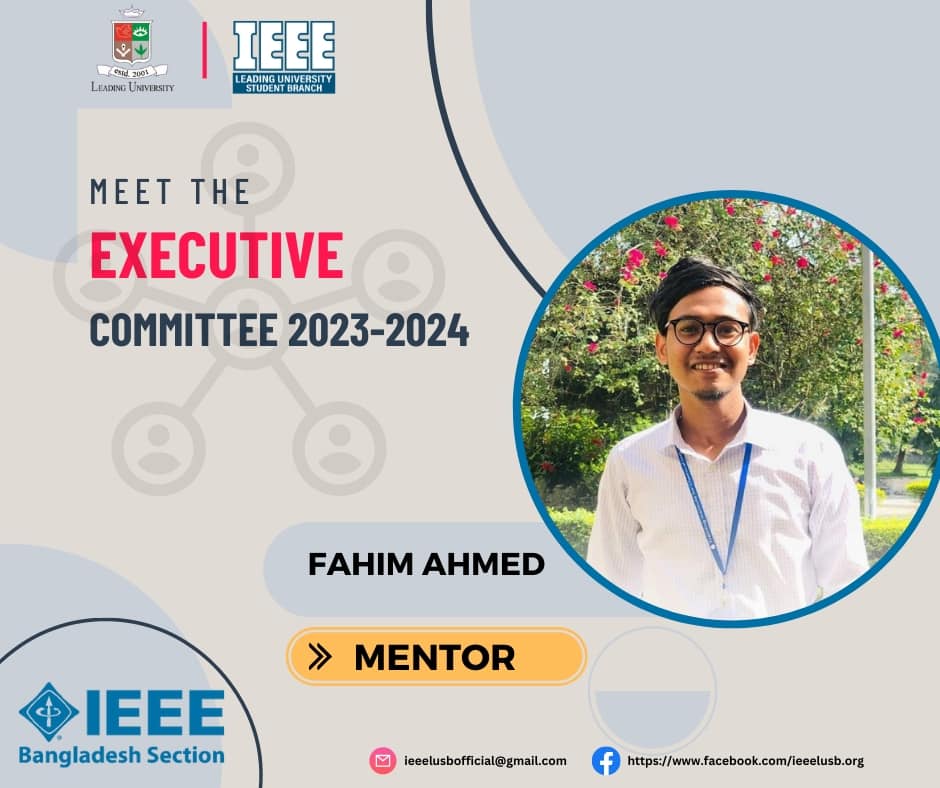 estd. 2001
LEADING UNIVERSITY
IEEE
LEADING UNIVERSITY
STUDENT BRANCH
MEET THE
EXECUTIVE
COMMITTEE 2023-2024
FAHIM AHMED
MENTOR
IEEE
Bangladesh Section
ieeelusbofficial@gmail.com
https://www.facebook.com/ieeelusb.org